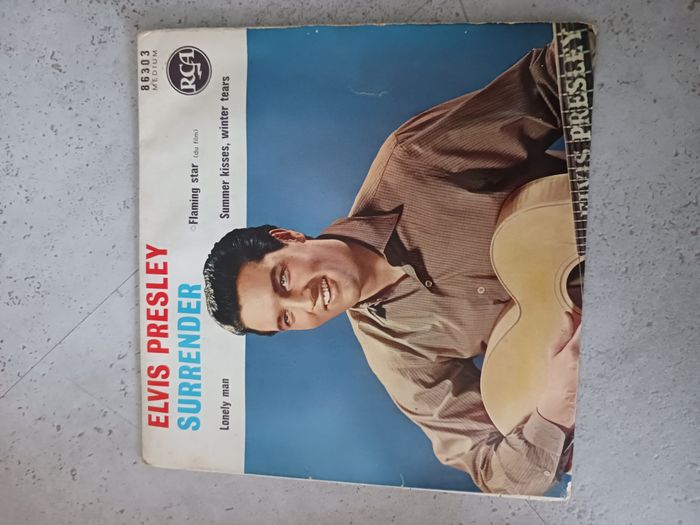 ELVIS PRESLEY
SURRENDER
86303
MEDIUM
RCA
Flaming star (du film)
Lonely man
Summer kisses, winter tears
ELVIS PRESLEY